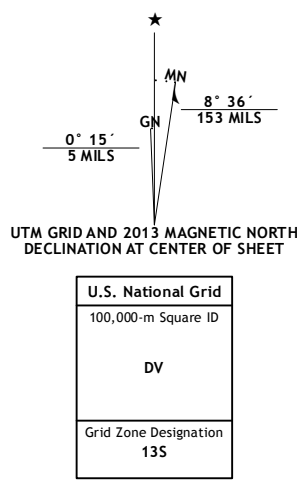 ★
MN
GN
8° 36´
153 MILS
0° 15´
5 MILS
UTM GRID AND 2013 MAGNETIC NORTH
DECLINATION AT CENTER OF SHEET
U.S. National Grid
100,000-m Square ID
DV
Grid Zone Designation
13S